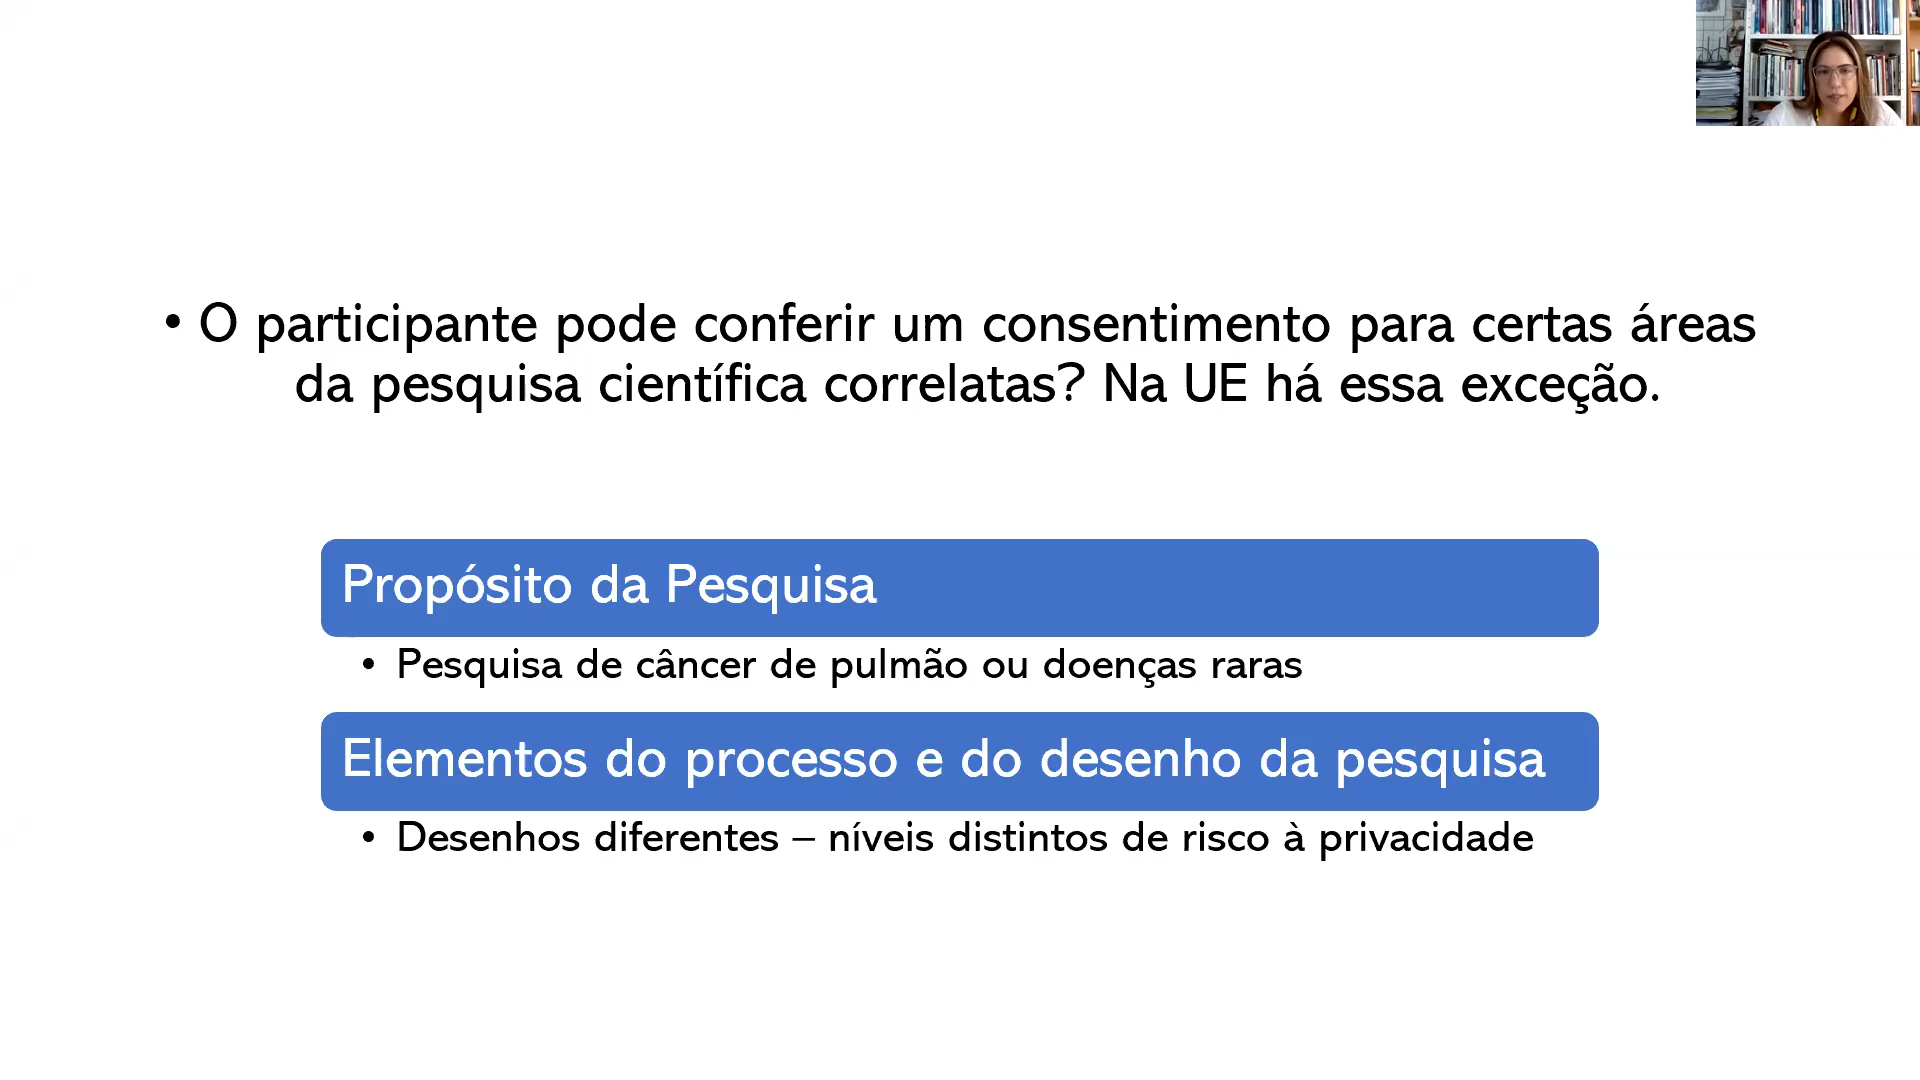 • O participante pode conferir um consentimento para certas áreas
da pesquisa científica correlatas? Na UE há essa exceção.
Propósito da Pesquisa
• Pesquisa de câncer de pulmão ou doenças raras
Elementos do processo e do desenho da pesquisa
• Desenhos diferentes – níveis distintos de risco à privacidade